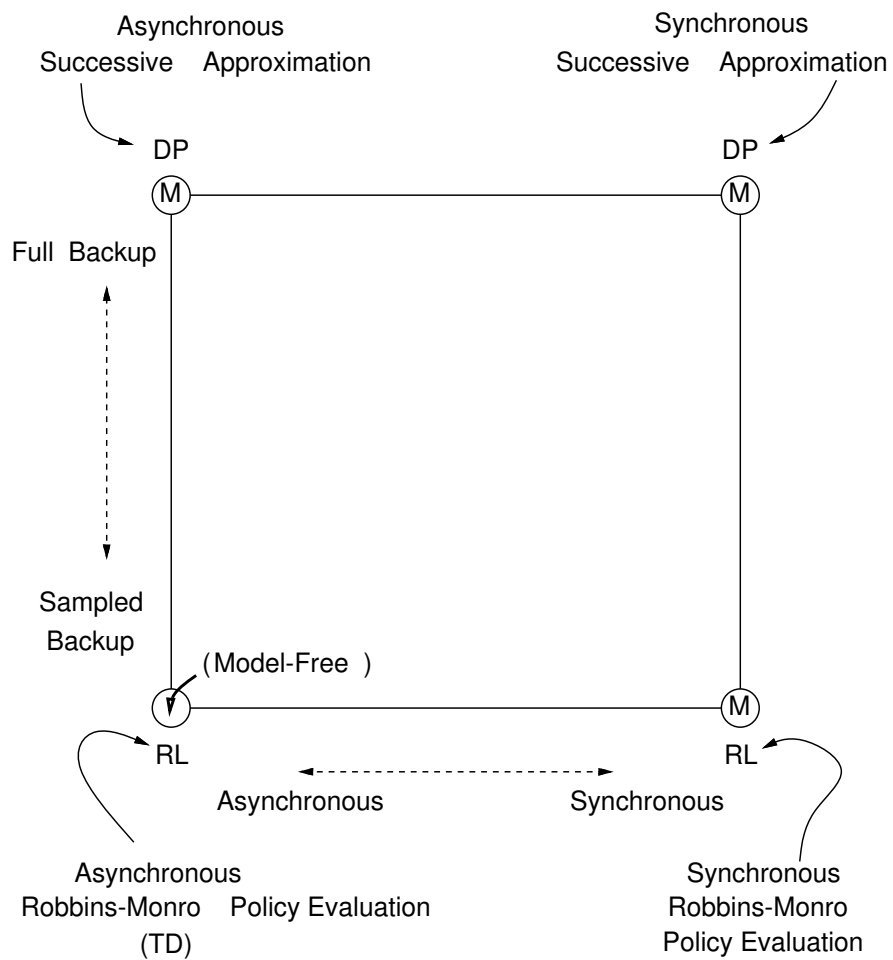 Asynchronous
Successive Approximation
Synchronous
Successive Approximation
DP
DP
M
M
Full Backup
Sampled
Backup
(Model-Free )
M
RL
RL
Asynchronous
Synchronous
Asynchronous
Robbins-Monro Policy Evaluation
(TD)
Synchronous
Robbins-Monro
Policy Evaluation